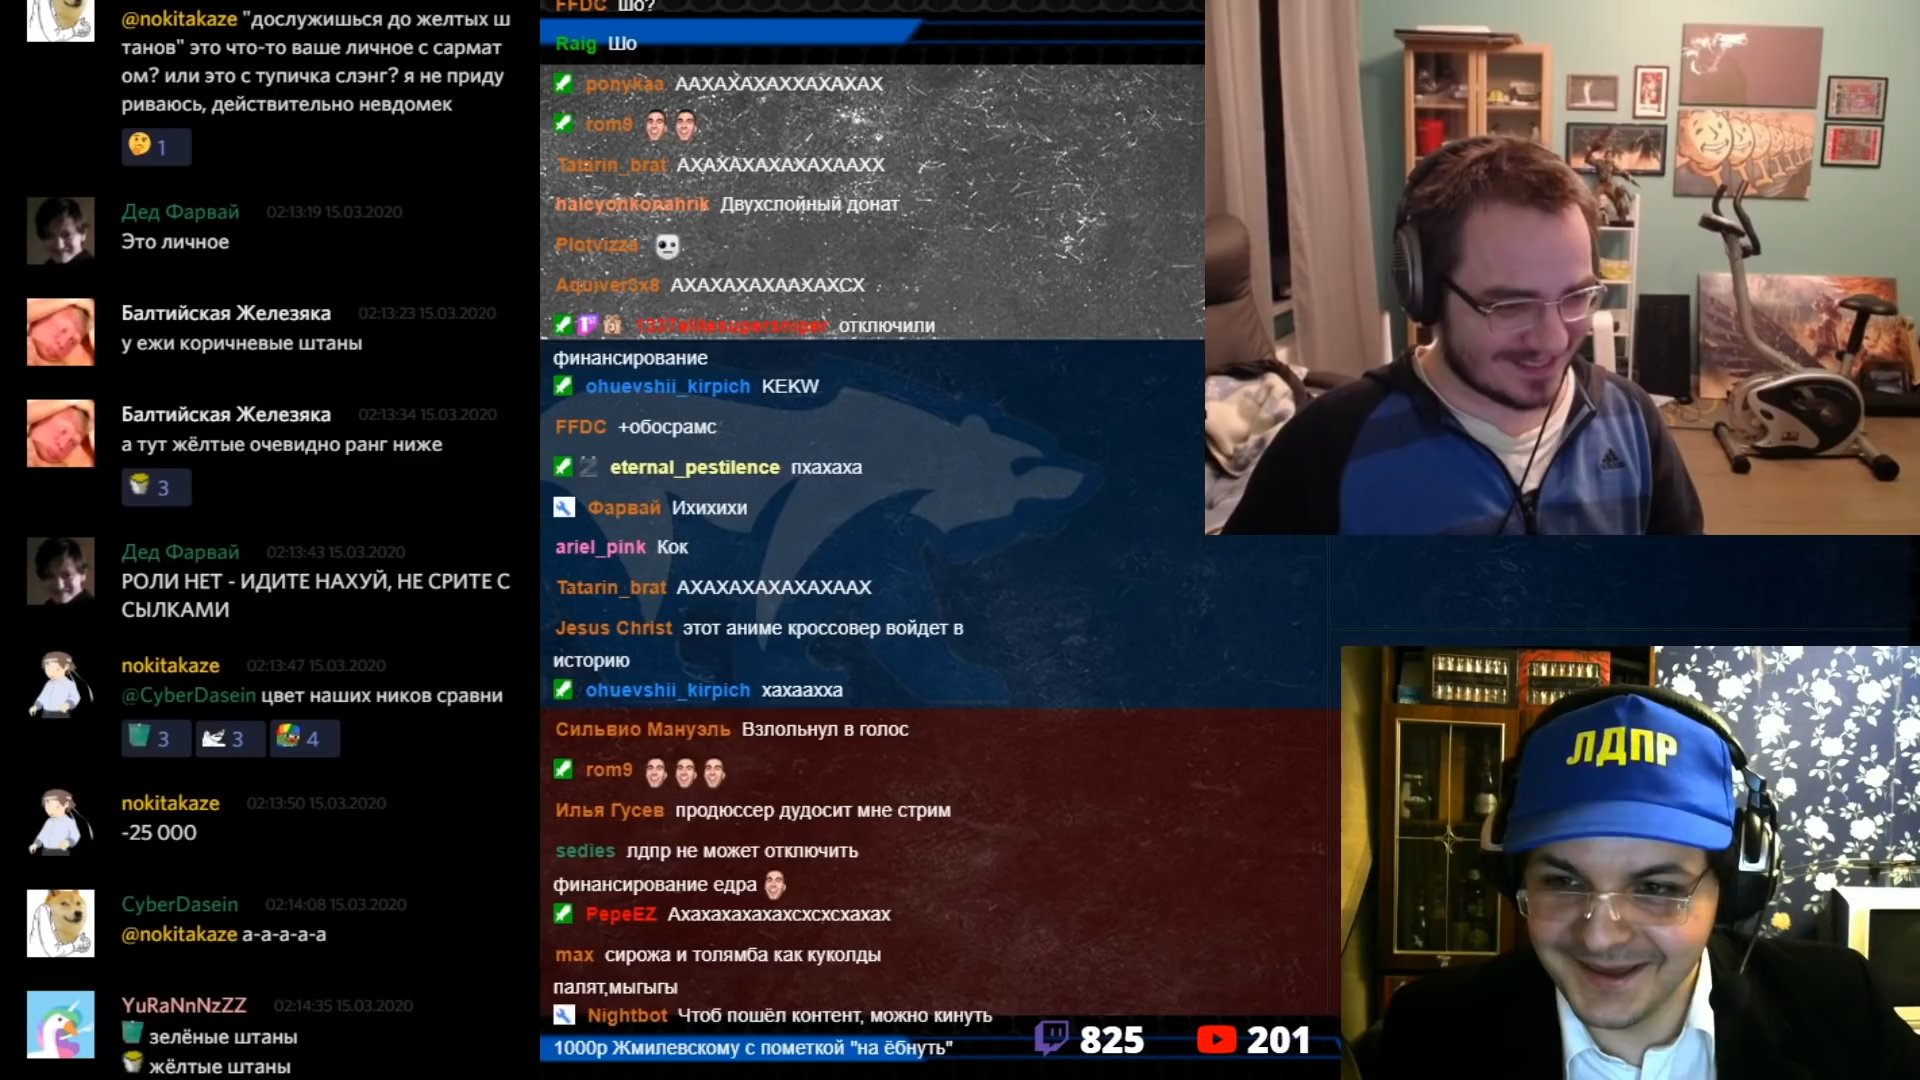 @nokitakaze "дослужишься до желтых ш
танов" это что-то ваше личное с сармат
ом? или это с тупичка слэнг? я не приду
риваюсь, действительно невдомек
1
Дед Фарвай 02:13:19 15.03.2020
Это личное
Балтийская Железяка 02:13:23 15.03.2020
у ежи коричневые штаны
Балтийская Железяка 02:13:34 15.03.2020
а тут жёлтые очевидно ранг ниже
3
Дед Фарвай 02:13:43 15.03.2020
РОЛИ НЕТ - ИДИТЕ НАХУЙ, НЕ СРИТЕ С
СЫЛКАМИ
nokitakaze 02:13:47 15.03.2020
@CyberDasein цвет наших ников сравни
3 3 4
nokitakaze 02:13:50 15.03.2020
-25 000
CyberDasein 02:14:08 15.03.2020
@nokitakaze а-а-а-а-а
YuRaNnNzZZ 02:14:35 15.03.2020
зелёные штаны
жёлтые штаны
FFDC шо?
Raig Шо
ponykaa ААХАХАХАХХАХАХАХ
rom9
Tatarin_brat АХАХАХАХАХАХААХХ
halcyonkonahrik Двухслойный донат
Plotvizza
Aquiver3x8 АХАХАХАХААХАХСХ
1327elitesupersniper отключили
финансирование
ohuevshii_kirpich KEKW
FFDC +обосрамс
eternal_pestilence пхахаха
Фарвай Ихихихи
ariel_pink Кок
Tatarin_brat АХАХАХАХАХАХААХ
Jesus Christ этот аниме кроссовер войдет в
историю
ohuevshii_kirpich хахаахха
Сильвио Мануэль Взлольнул в голос
rom9
Илья Гусев продюссер дудосит мне стрим
sedies лдпр не может отключить
финансирование едра
PepeEZ Ахахахахахахсхсхсхахах
max сирожа и толямба как куколды
палят,мыгыгы
Nightbot Чтоб пошёл контент, можно кинуть
1000р Жмилевскому с пометкой "на ёбнуть"
825 201
ЛДПР